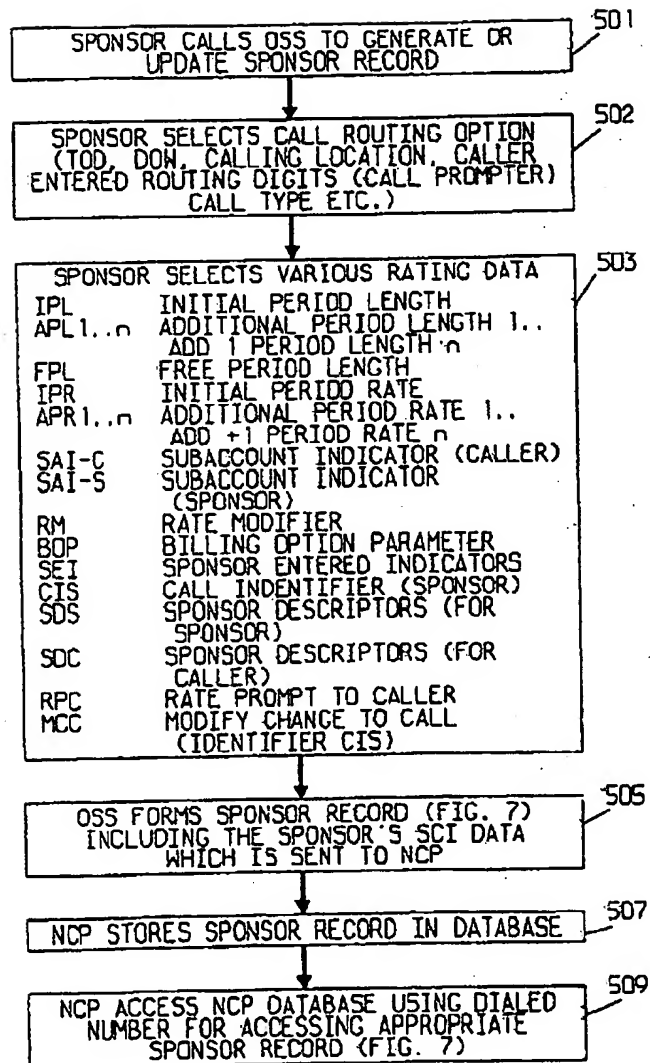 501
SPONSOR CALLS OSS TO GENERATE OR
UPDATE SPONSOR RECORD
502
SPONSOR SELECTS CALL ROUTING OPTION
(TOD, DOW, CALLING LOCATION, CALLER
ENTERED ROUTING DIGITS (CALL PROMPTER)
CALL TYPE ETC.)
503
SPONSOR SELECTS VARIOUS RATING DATA
IPL INITIAL PERIOD LENGTH
APL1..n ADDITIONAL PERIOD LENGTH 1..
ADD 1 PERIOD LENGTH n
FPL FREE PERIOD LENGTH
IPR INITIAL PERIOD RATE
APR1..n ADDITIONAL PERIOD RATE 1..
ADD +1 PERIOD RATE n
SAI-C SUBACCOUNT INDICATOR (CALLER)
SAI-S SUBACCOUNT INDICATOR
(SPONSOR)
RM RATE MODIFIER
BOP BILLING OPTION PARAMETER
SEI SPONSOR ENTERED INDICATORS
CIS CALL INDENTIFIER (SPONSOR)
SDS SPONSOR DESCRIPTORS (FOR
SPONSOR)
SDC SPONSOR DESCRIPTORS (FOR
CALLER)
RPC RATE PROMPT TO CALLER
MCC MODIFY CHANGE TO CALL
(IDENTIFIER CIS)
505
OSS FORMS SPONSOR RECORD (FIG. 7)
INCLUDING THE SPONSOR'S SCI DATA
WHICH IS SENT TO NCP
507
NCP STORES SPONSOR RECORD IN DATABASE
509
NCP ACCESS NCP DATABASE USING DIALED
NUMBER FOR ACCESSING APPROPRIATE
SPONSOR RECORD (FIG. 7)